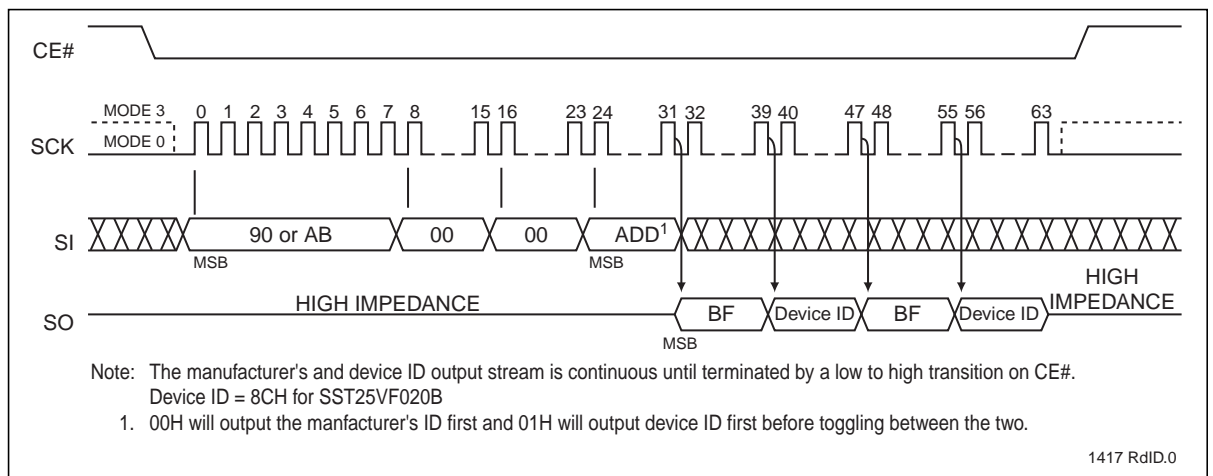 CE#
MODE 3
0 1 2 3 4 5 6 7 8 15 16 23 24 31 32 39 40 47 48 55 56 63
SCK
MODE 0
SI
90 or AB 00 00 ADD1
MSB MSB
HIGH
IMPEDANCE
HIGH IMPEDANCE
SO
BF Device ID BF Device ID
MSB
Note: The manufacturer's and device ID output stream is continuous until terminated by a low to high transition on CE#.
Device ID = 8CH for SST25VF020B
1. 00H will output the manfacturer's ID first and 01H will output device ID first before toggling between the two.
1417 RdID.0